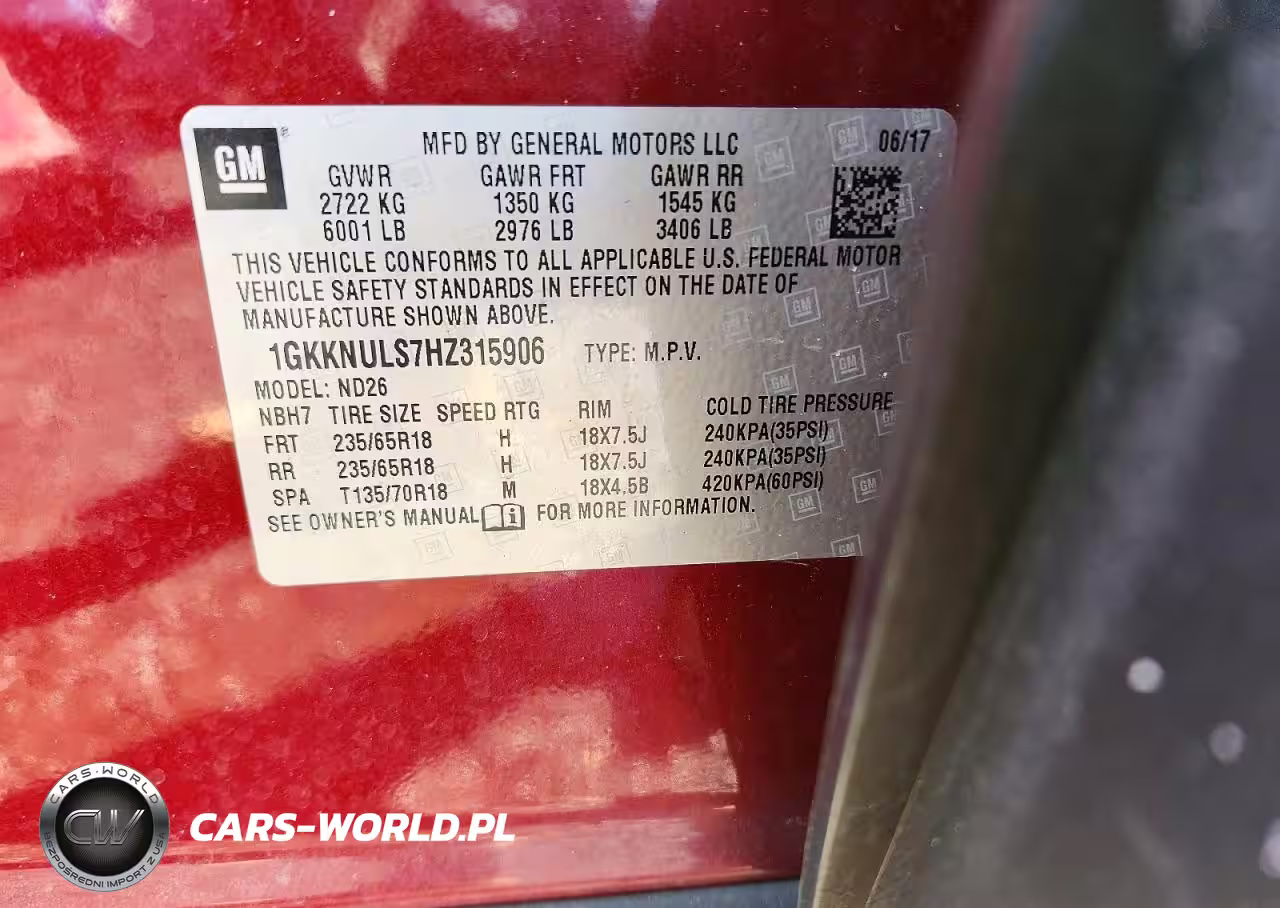 GM
MFD BY GENERAL MOTORS LLC 06/17
GVWR GAWR FRT GAWR RR
2722 KG 1350 KG 1545 KG
6001 LB 2976 LB 3406 LB
THIS VEHICLE CONFORMS TO ALL APPLICABLE U.S. FEDERAL MOTOR
VEHICLE SAFETY STANDARDS IN EFFECT ON THE DATE OF
MANUFACTURE SHOWN ABOVE.
1GKKNULS7HZ315906 TYPE: M.P.V.
MODEL: ND26
NBH7 TIRE SIZE SPEED RTG RIM COLD TIRE PRESSURE
FRT 235/65R18 H 18X7.5J 240KPA(35PSI)
RR 235/65R18 H 18X7.5J 240KPA(35PSI)
SPA T135/70R18 M 18X4.5B 420KPA(60PSI)
SEE OWNER'S MANUAL FOR MORE INFORMATION.
CARS-WORLD
CW
BEZPOŚREDNI IMPORT Z USA
CARS-WORLD.PL